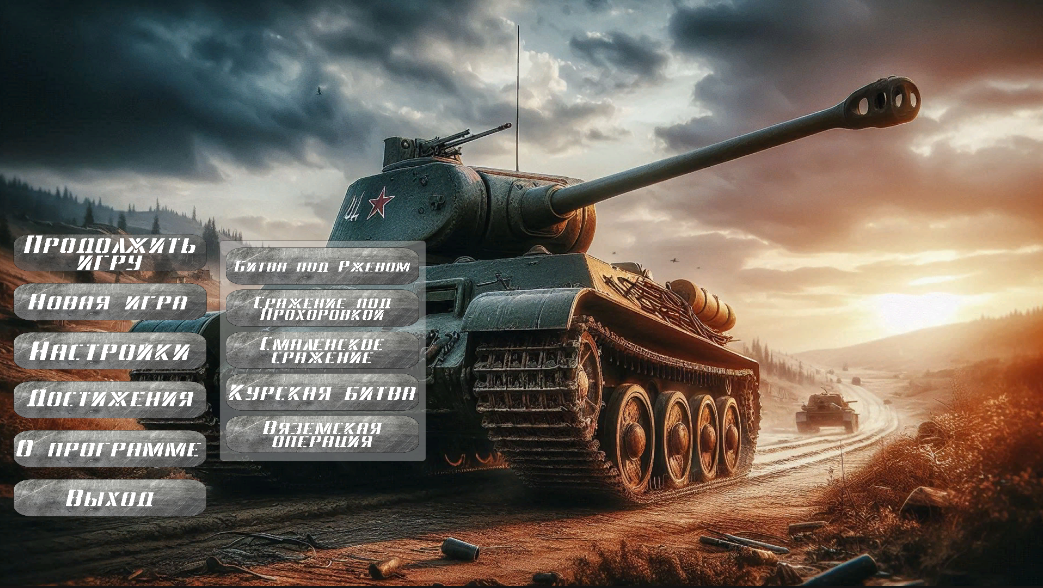 Продолжить
игру
Новая игра
Настройки
Достижения
О программе
Выход
Битва под Ржевом
Сражение под
Прохоровкой
Смоленское
сражение
Курская битва
Вяземская
операция